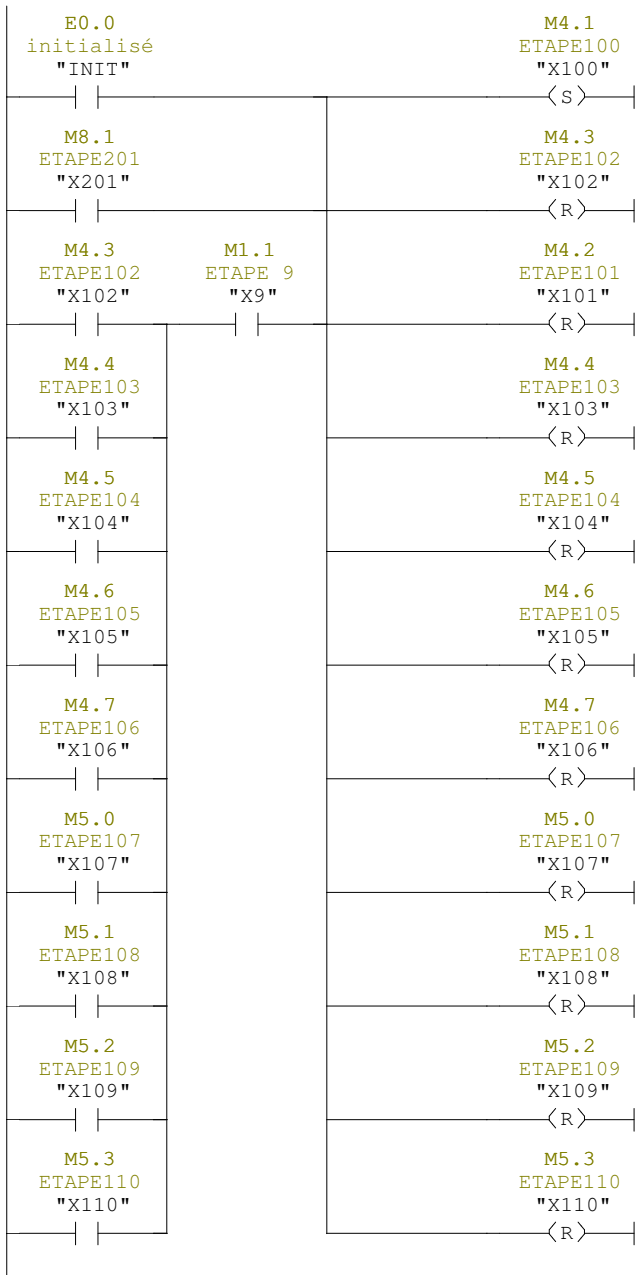 E0.0
initialisé
"INIT"
M4.1
ETAPE100
"X100"
S
M8.1
ETAPE201
"X201"
M4.3
ETAPE102
"X102"
R
M4.3
ETAPE102
"X102"
M1.1
ETAPE 9
"X9"
M4.2
ETAPE101
"X101"
R
M4.4
ETAPE103
"X103"
M4.4
ETAPE103
"X103"
R
M4.5
ETAPE104
"X104"
M4.5
ETAPE104
"X104"
R
M4.6
ETAPE105
"X105"
M4.6
ETAPE105
"X105"
R
M4.7
ETAPE106
"X106"
M4.7
ETAPE106
"X106"
R
M5.0
ETAPE107
"X107"
M5.0
ETAPE107
"X107"
R
M5.1
ETAPE108
"X108"
M5.1
ETAPE108
"X108"
R
M5.2
ETAPE109
"X109"
M5.2
ETAPE109
"X109"
R
M5.3
ETAPE110
"X110"
M5.3
ETAPE110
"X110"
R